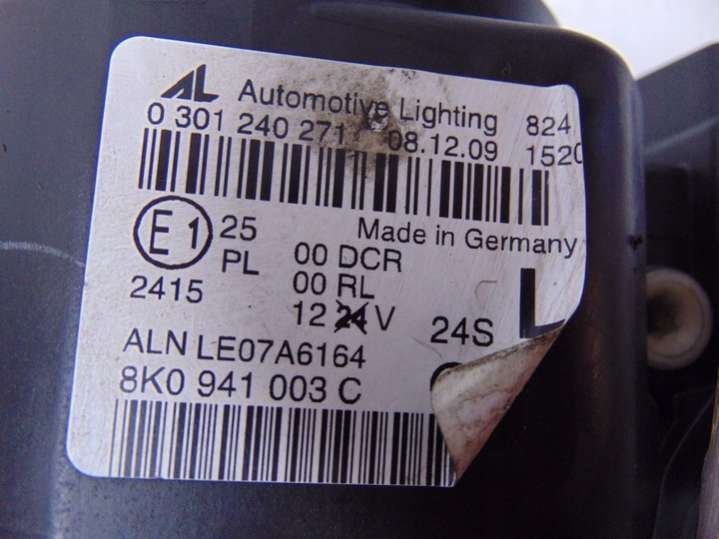 AL Automotive Lighting 824
0 301 240 271 08.12.09 1520
E1 25 Made in Germany
PL 00 DCR
2415 00 RL
12 24 V 24S L
ALN LE07A6164
8K0 941 003 C